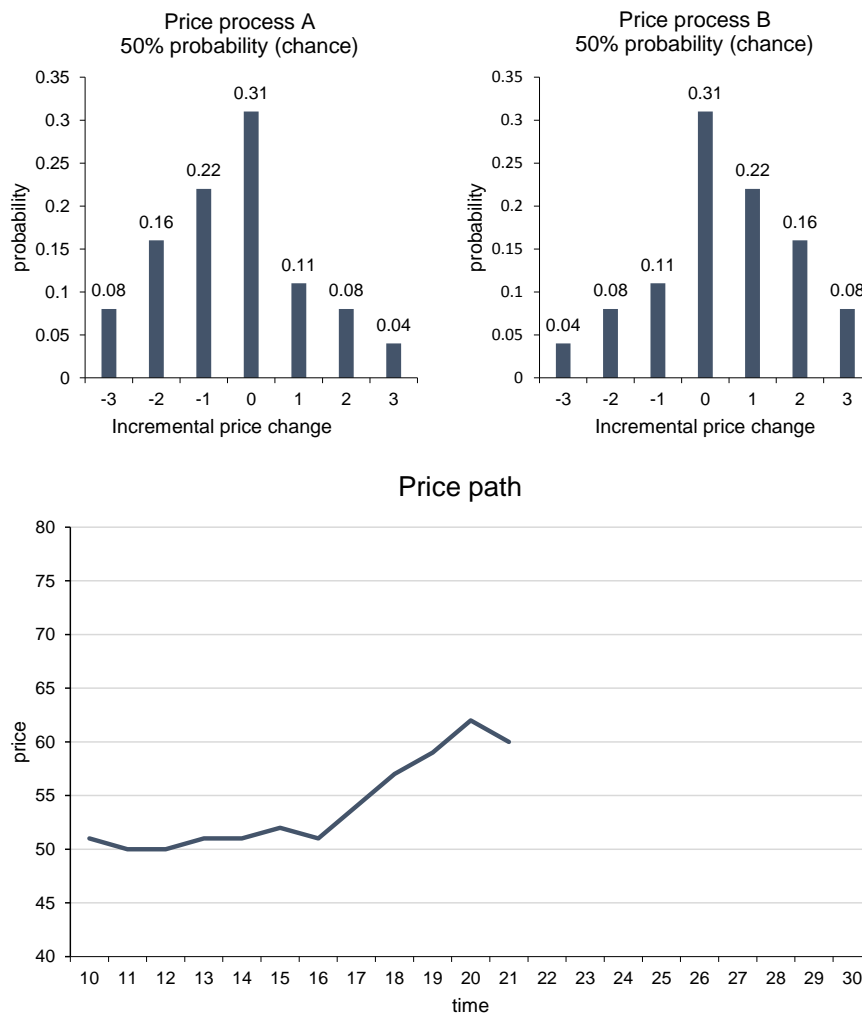 Price process A
50% probability (chance)
0.35
0.3
0.25
0.2
0.15
0.1
0.05
0
probability
0.08
0.16
0.22
0.31
0.11
0.08
0.04
-3 -2 -1 0 1 2 3
Incremental price change
Price process B
50% probability (chance)
0.35
0.3
0.25
0.2
0.15
0.1
0.05
0
probability
0.04
0.08
0.11
0.31
0.22
0.16
0.08
-3 -2 -1 0 1 2 3
Incremental price change
Price path
80
75
70
65
60
55
50
45
40
price
10 11 12 13 14 15 16 17 18 19 20 21 22 23 24 25 26 27 28 29 30
time